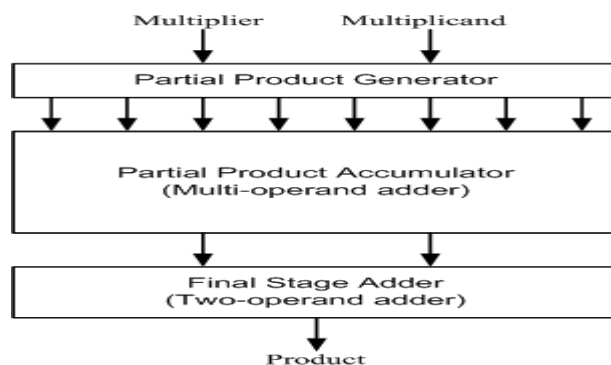 Multiplier Multiplicand
Partial Product Generator
Partial Product Accumulator
(Multi-operand adder)
Final Stage Adder
(Two-operand adder)
Product